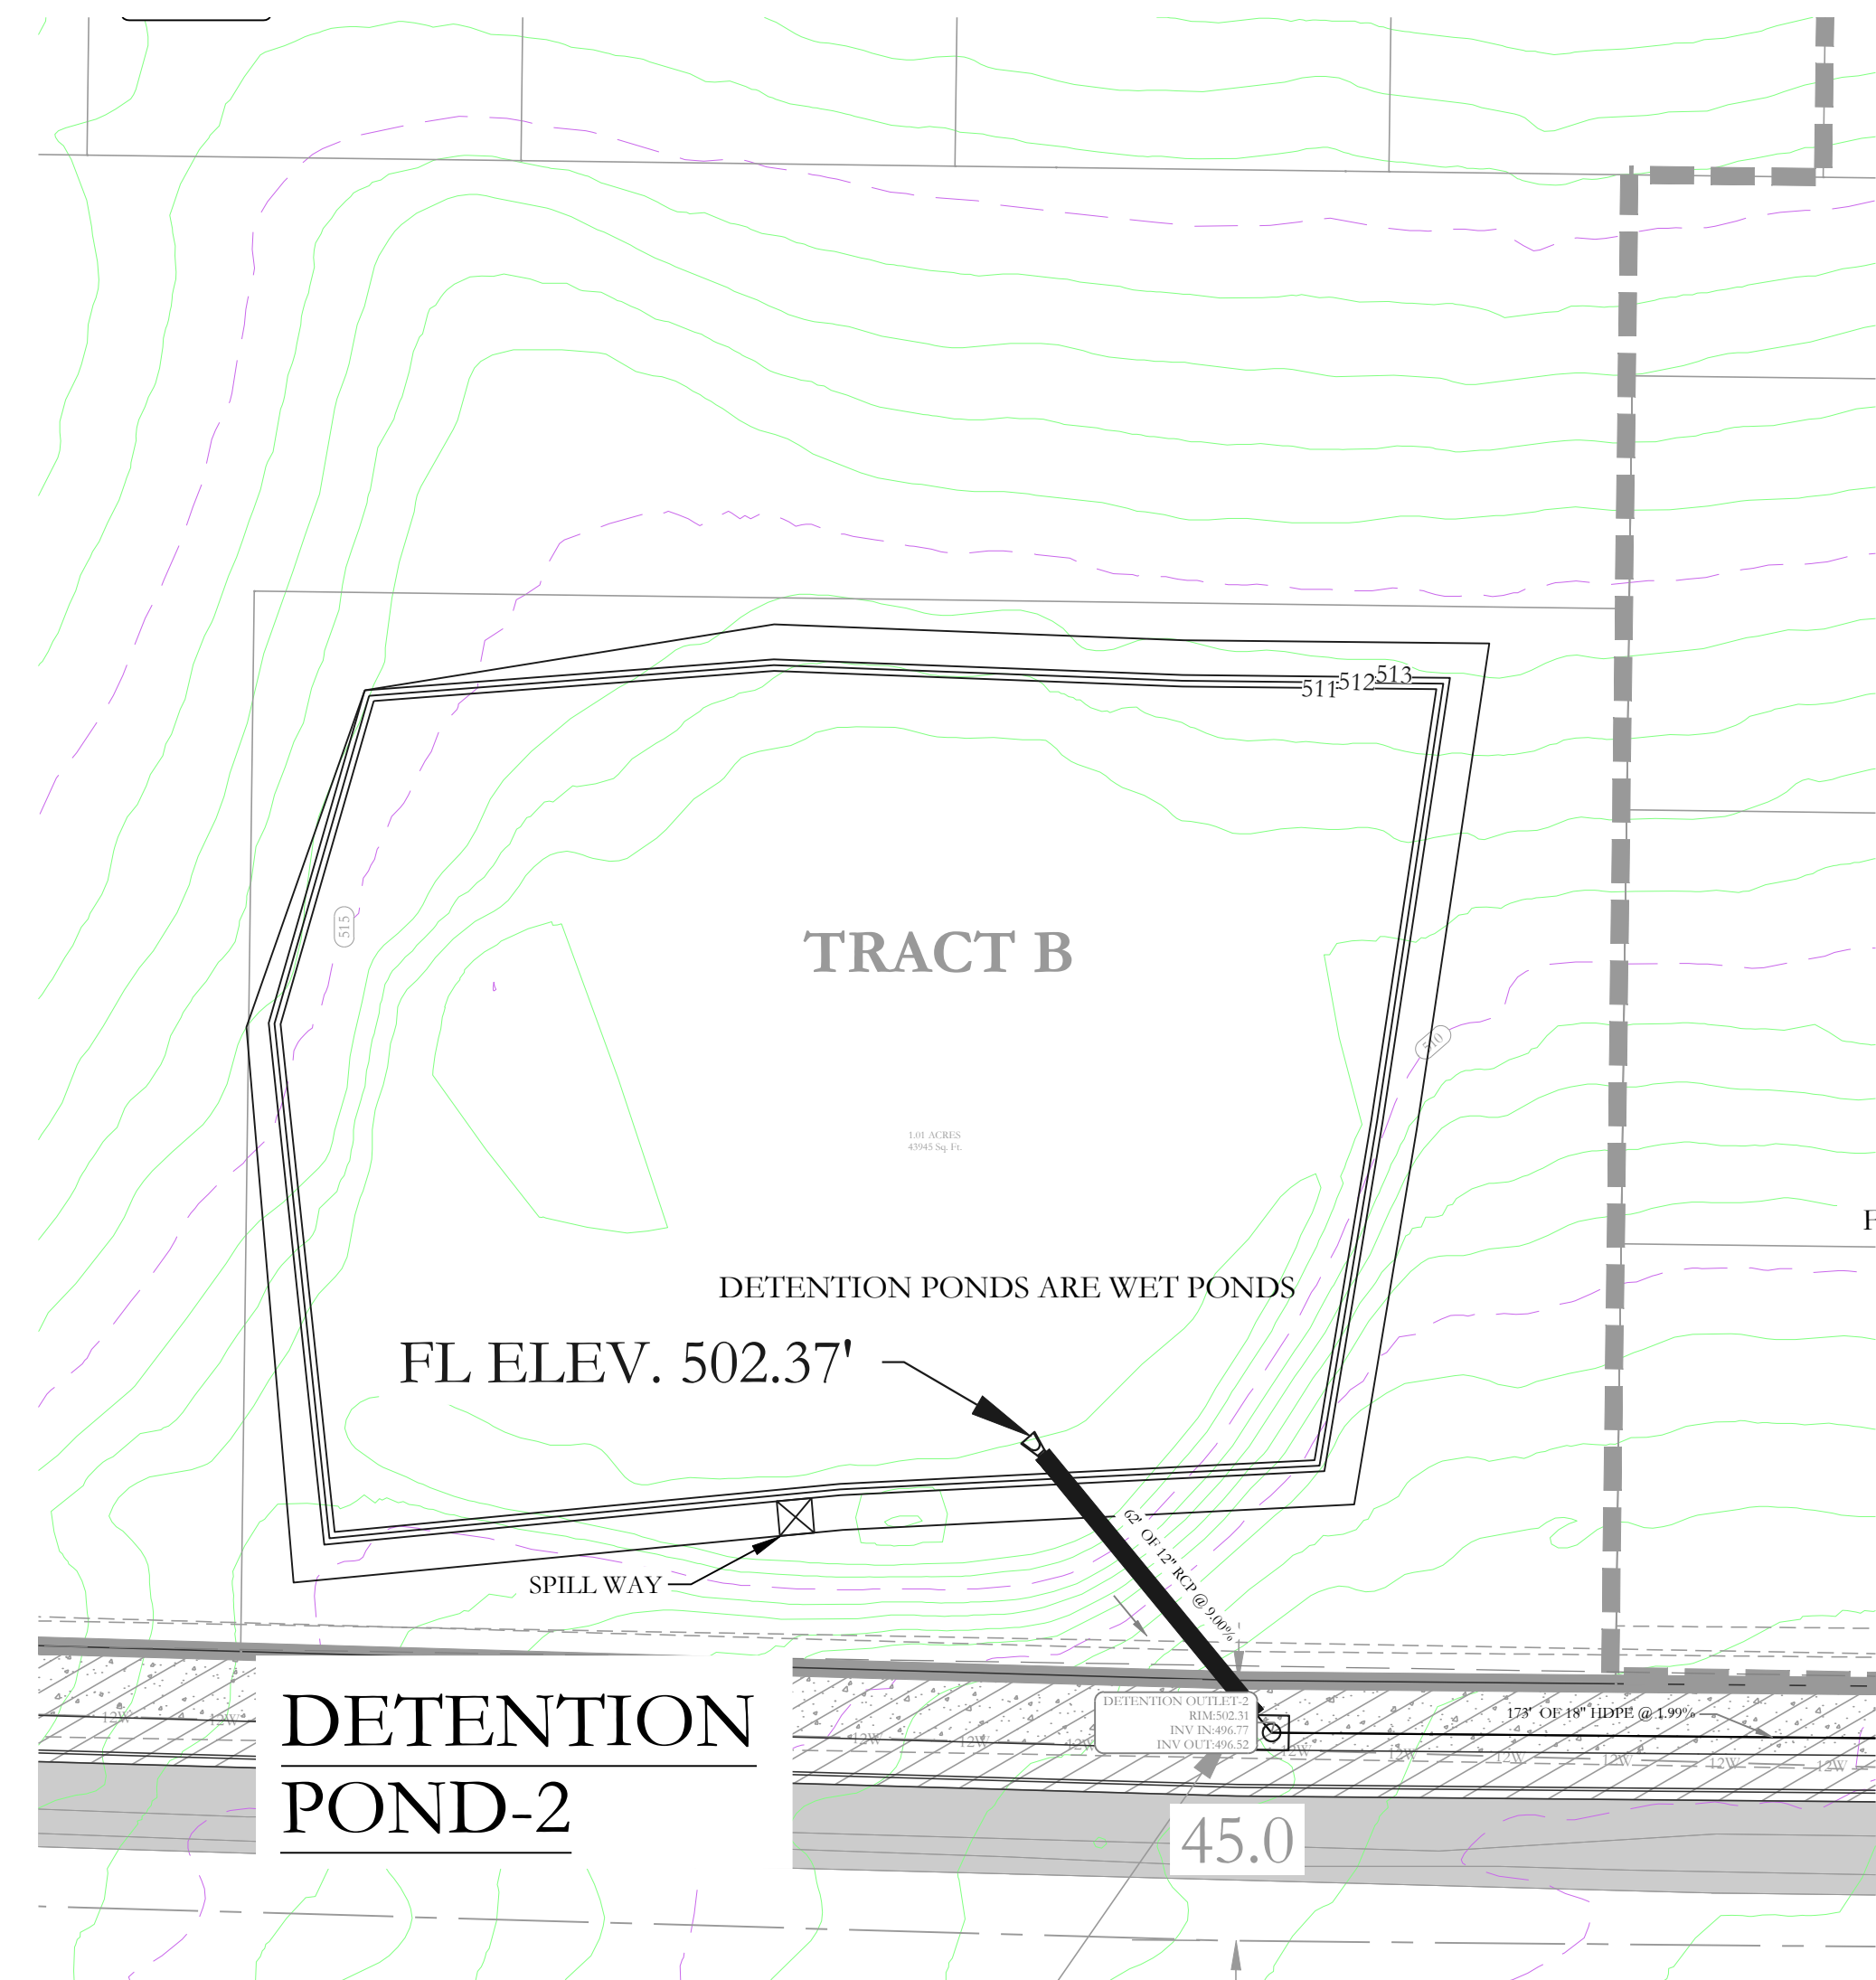 513
512
511
515
TRACT B
510
1.01 ACRES
43945 Sq. Ft.
F
DETENTION PONDS ARE WET PONDS
FL ELEV. 502.37'
62' OF 12" RCP @ 9.00%
SPILL WAY
DETENTION OUTLET-2
RIM:502.31
INV IN:496.77
INV OUT:496.52
173' OF 18" HDPE @ 1.99%
12W
12W
12W
12W
12W
12W
12W
12W
12W
12W
12W
DETENTION
POND-2
45.0